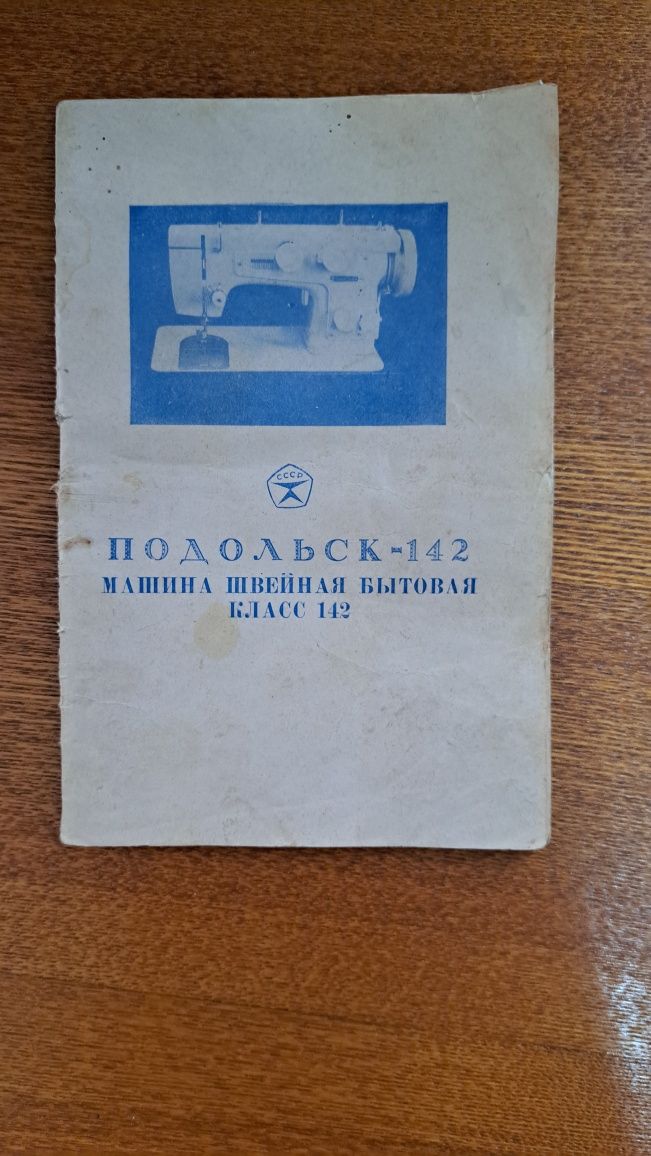 СССР
ПОДОЛЬСК-142
МАШИНА ШВЕЙНАЯ БЫТОВАЯ
КЛАСС 142